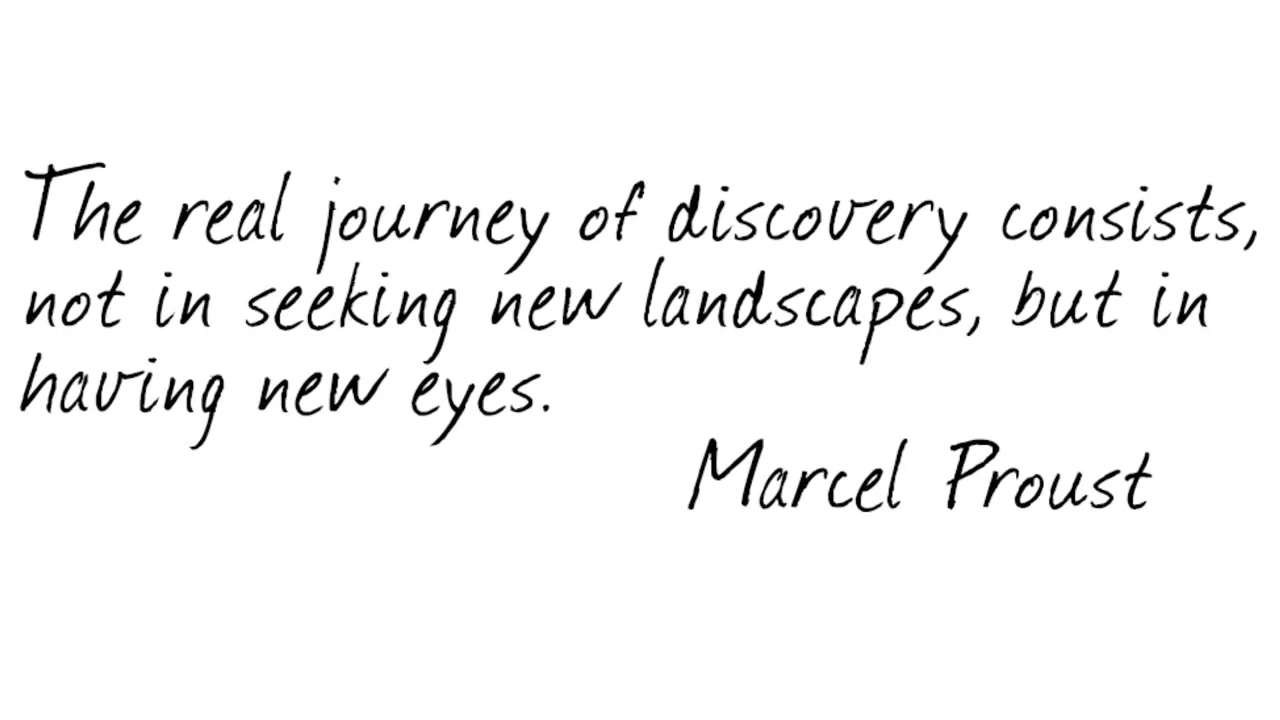 The real journey of discovery consists,
not in seeking new landscapes, but in
having new eyes.
Marcel Proust